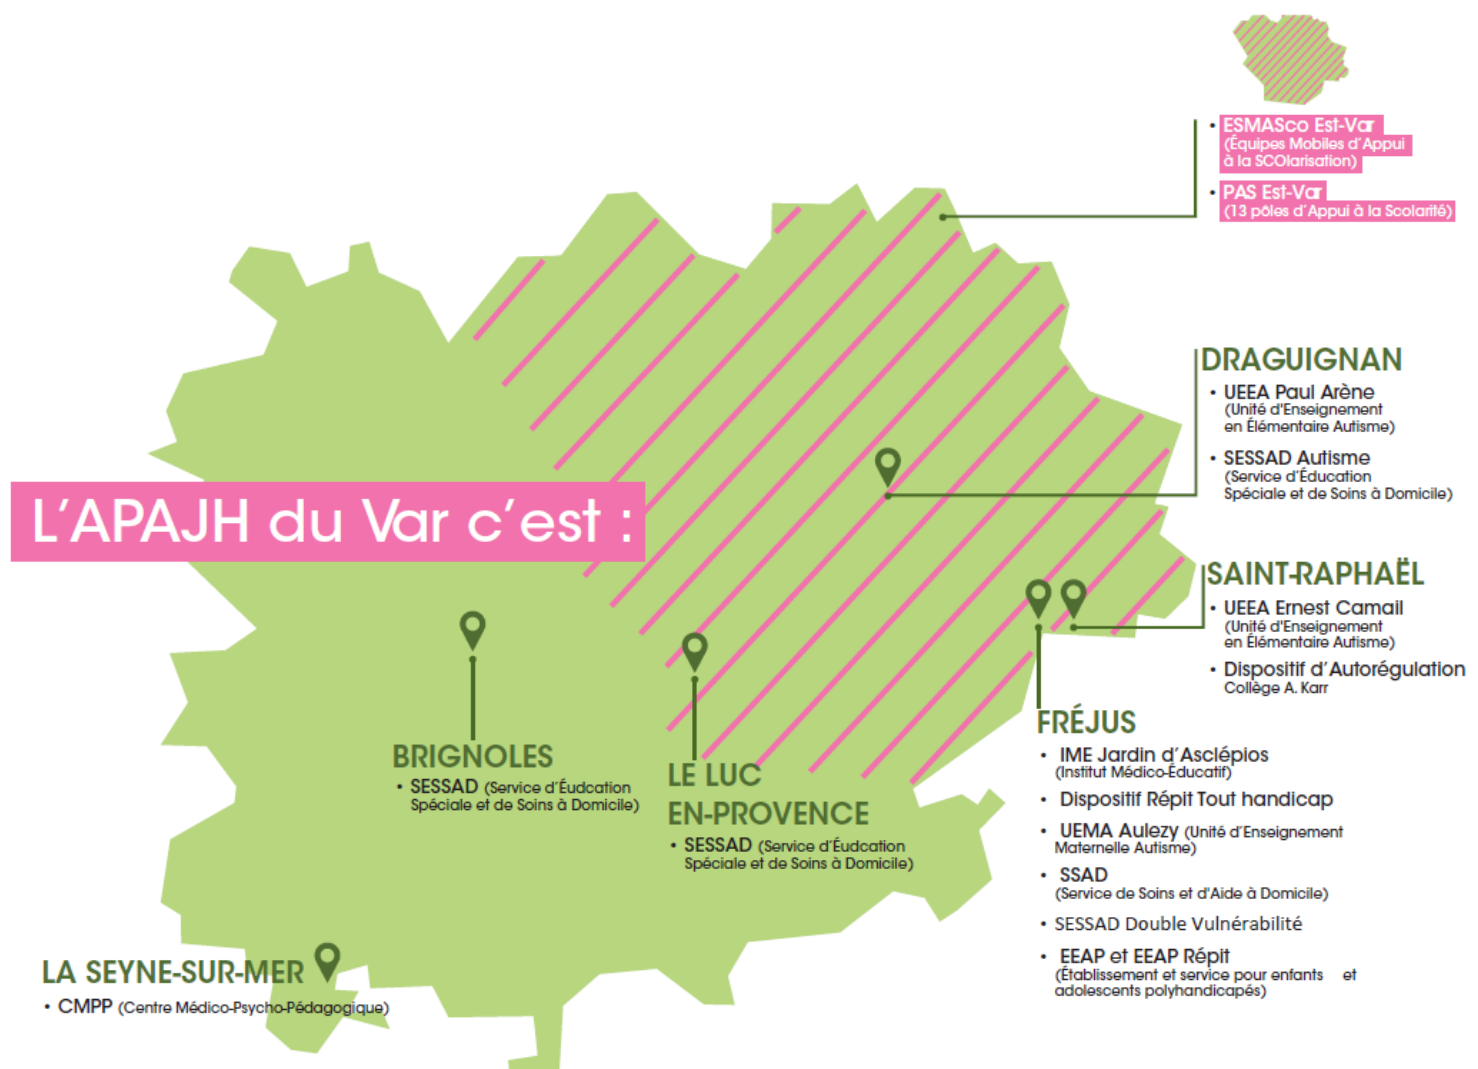 • ESMASco Est-Var
(Équipes Mobiles d'Appui
à la SCOlarisation)
• PAS Est-Var
(13 pôles d'Appui à la Scolarité)
DRAGUIGNAN
• UEEA Paul Arène
(Unité d'Enseignement
en Élémentaire Autisme)
• SESSAD Autisme
(Service d'Éducation
Spéciale et de Soins à Domicile)
L'APAJH du Var c'est :
SAINT-RAPHAËL
• UEEA Ernest Camail
(Unité d'Enseignement
en Élémentaire Autisme)
• Dispositif d'Autorégulation
Collège A. Karr
FRÉJUS
• IME Jardin d'Asclépios
(Institut Médico-Éducatif)
• Dispositif Répit Tout handicap
• UEMA Aulezy (Unité d'Enseignement
Maternelle Autisme)
• SSAD
(Service de Soins et d'Aide à Domicile)
• SESSAD Double Vulnérabilité
• EEAP et EEAP Répit
(Établissement et service pour enfants et
adolescents polyhandicapés)
BRIGNOLES
• SESSAD (Service d'Éudcation
Spéciale et de Soins à Domicile)
LE LUC
EN-PROVENCE
• SESSAD (Service d'Éudcation
Spéciale et de Soins à Domicile)
LA SEYNE-SUR-MER
• CMPP (Centre Médico-Psycho-Pédagogique)